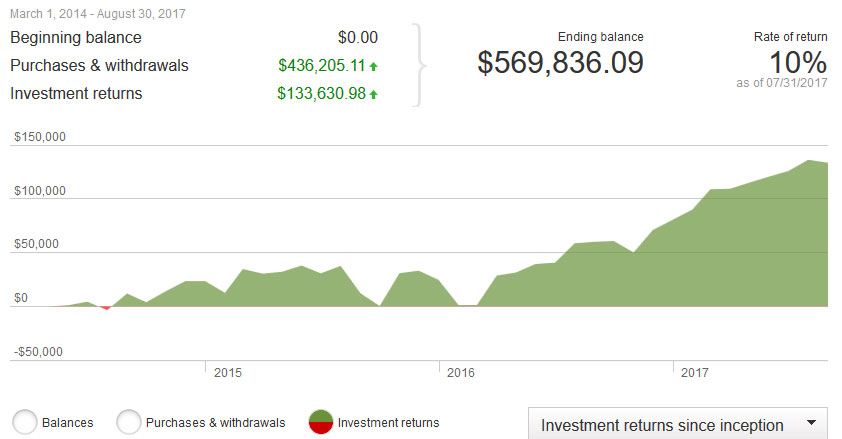 March 1, 2014 - August 30, 2017
Beginning balance $0.00
Purchases & withdrawals $436,205.11
Investment returns $133,630.98
Ending balance
$569,836.09
Rate of return
10%
as of 07/31/2017
$150,000
$100,000
$50,000
$0
-$50,000
2015 2016 2017
Balances Purchases & withdrawals Investment returns Investment returns since inception